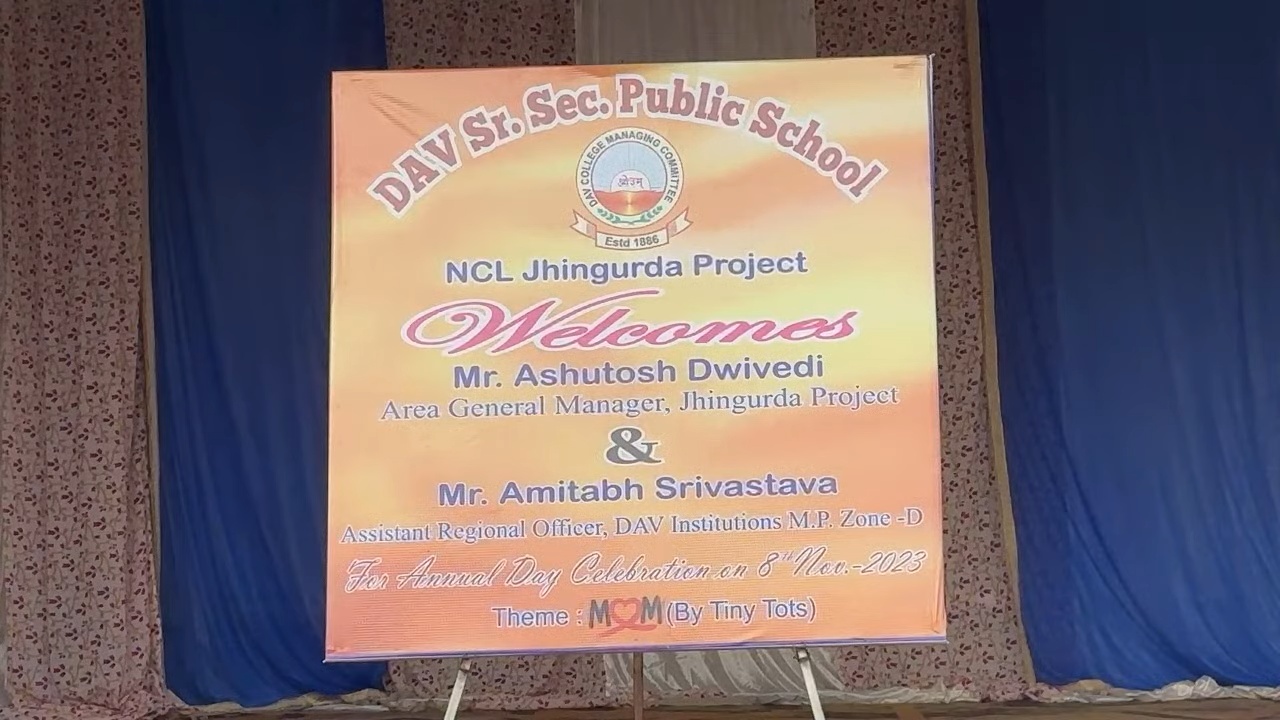 DAV Sr. Sec. Public School
DAV COLLEGE MANAGING COMMITTEE
ओ३म्
Estd 1886
NCL Jhingurda Project
Welcomes
Mr. Ashutosh Dwivedi
Area General Manager, Jhingurda Project
&
Mr. Amitabh Srivastava
Assistant Regional Officer, DAV Institutions M.P. Zone -D
For Annual Day Celebration on 8th Nov.-2023
Theme : MOM (By Tiny Tots)